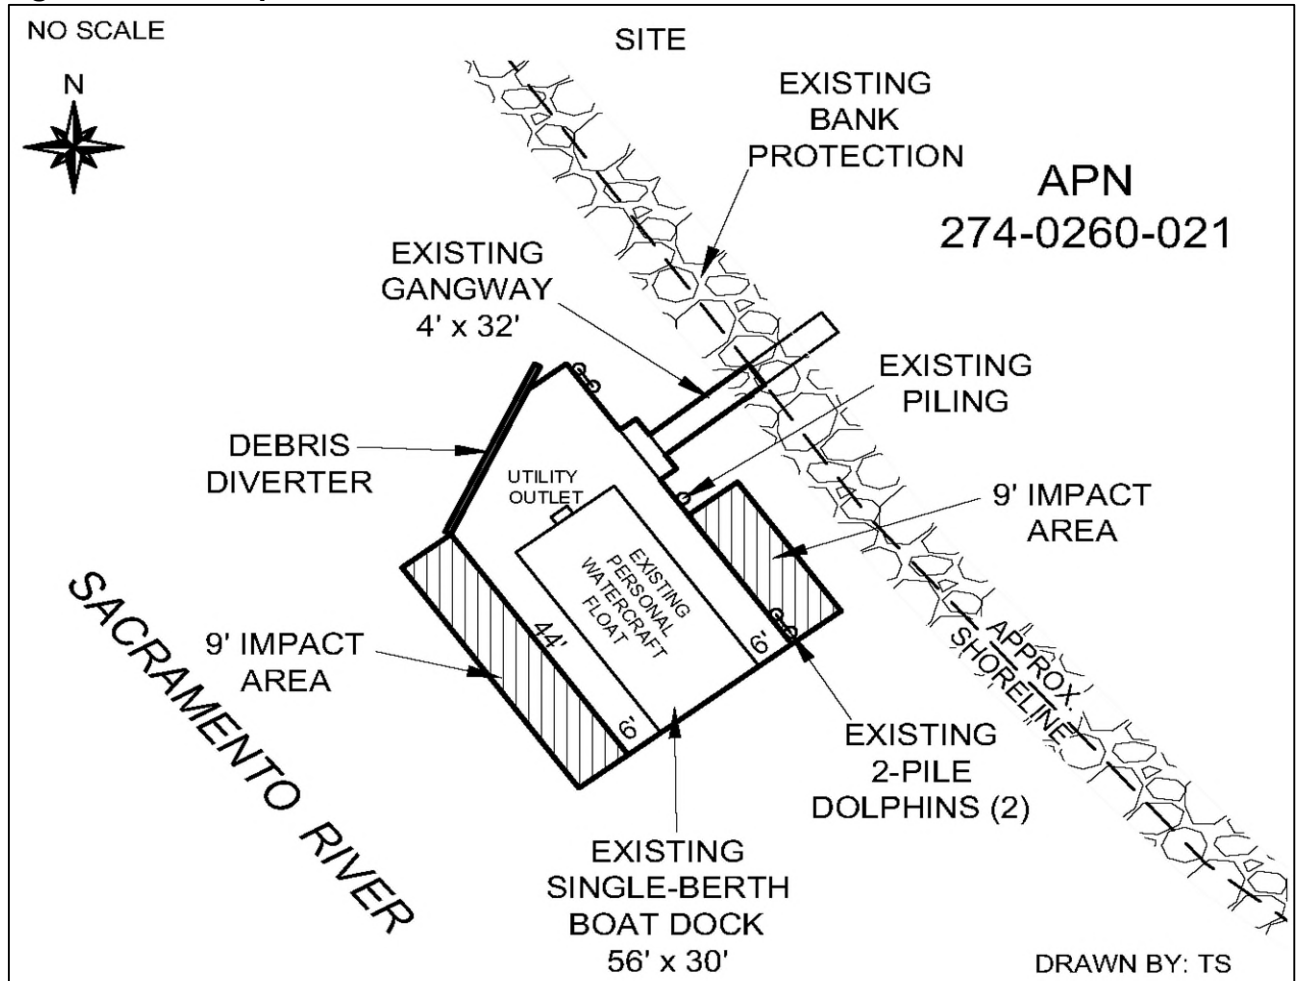 NO SCALE
SITE
N
EXISTING
BANK
PROTECTION
APN
274-0260-021
EXISTING
GANGWAY
4' x 32'
EXISTING
PILING
DEBRIS
DIVERTER
UTILITY
OUTLET
9' IMPACT
AREA
EXISTING
PERSONAL
WATERCRAFT
FLOAT
44'
6'
6'
SACRAMENTO RIVER
9' IMPACT
AREA
APPROX.
SHORELINE
EXISTING
2-PILE
DOLPHINS (2)
EXISTING
SINGLE-BERTH
BOAT DOCK
56' x 30'
DRAWN BY: TS